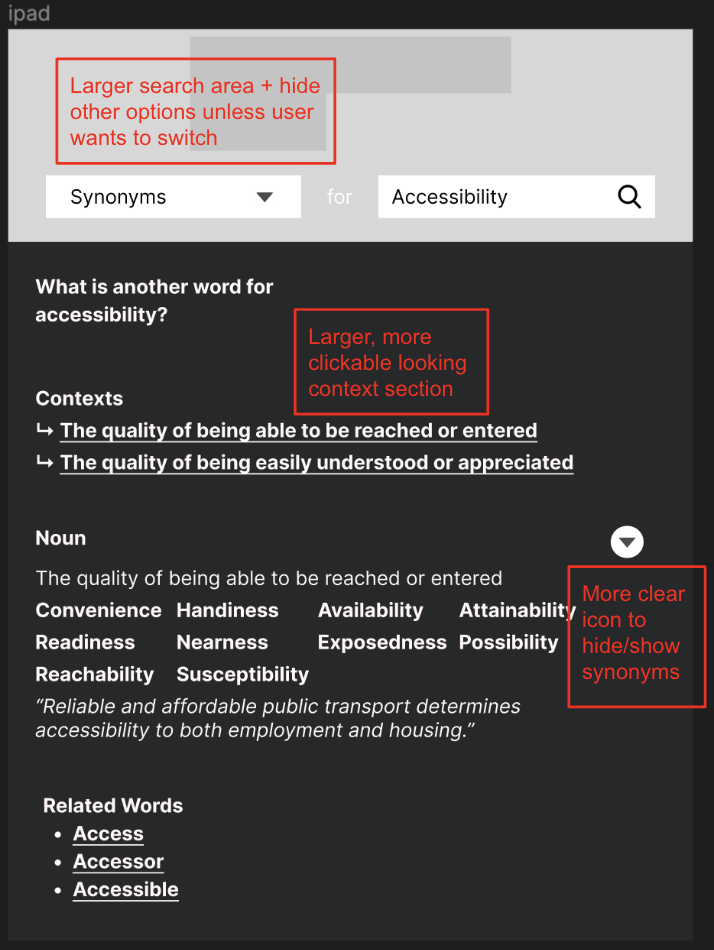 ipad
Larger search area + hide
other options unless user
wants to switch
Synonyms for Accessibility
What is another word for
accessibility?
Larger, more
clickable looking
context section
Contexts
↳ The quality of being able to be reached or entered
↳ The quality of being easily understood or appreciated
Noun
The quality of being able to be reached or entered
Convenience Handiness Availability Attainability
Readiness Nearness Exposedness Possibility
Reachability Susceptibility
“Reliable and affordable public transport determines
accessibility to both employment and housing.”
More clear
icon to
hide/show
synonyms
Related Words
• Access
• Accessor
• Accessible